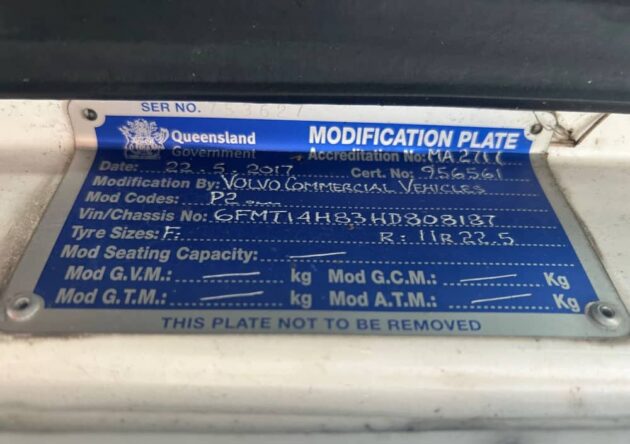 SER NO. 753627
Queensland Government MODIFICATION PLATE
Accreditation No: MA2717
Date: 22.5.2017 Cert. No: 956561
Modification By: VOLVO COMMERCIAL VEHICLES
Mod Codes: P2
Vin/Chassis No: 6FMT14H83HD808187
Tyre Sizes: F: R: 11R22.5
Mod Seating Capacity:
Mod G.V.M.: kg Mod G.C.M.: Kg
Mod G.T.M.: kg Mod A.T.M.: Kg
THIS PLATE NOT TO BE REMOVED